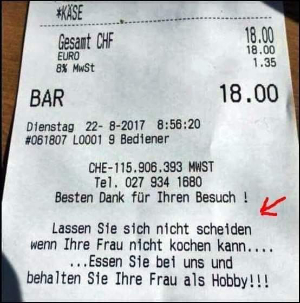 *KÄSE
Gesamt CHF 18.00
EURO 18.00
8% MwSt 1.35
BAR 18.00
Dienstag 22- 8-2017 8:56:20
#061807 L0001 9 Bediener
CHE-115.906.393 MWST
Tel. 027 934 1680
Besten Dank für Ihren Besuch !
Lassen Sie sich nicht scheiden
wenn Ihre Frau nicht kochen kann....
...Essen Sie bei uns und
behalten Sie Ihre Frau als Hobby!!!